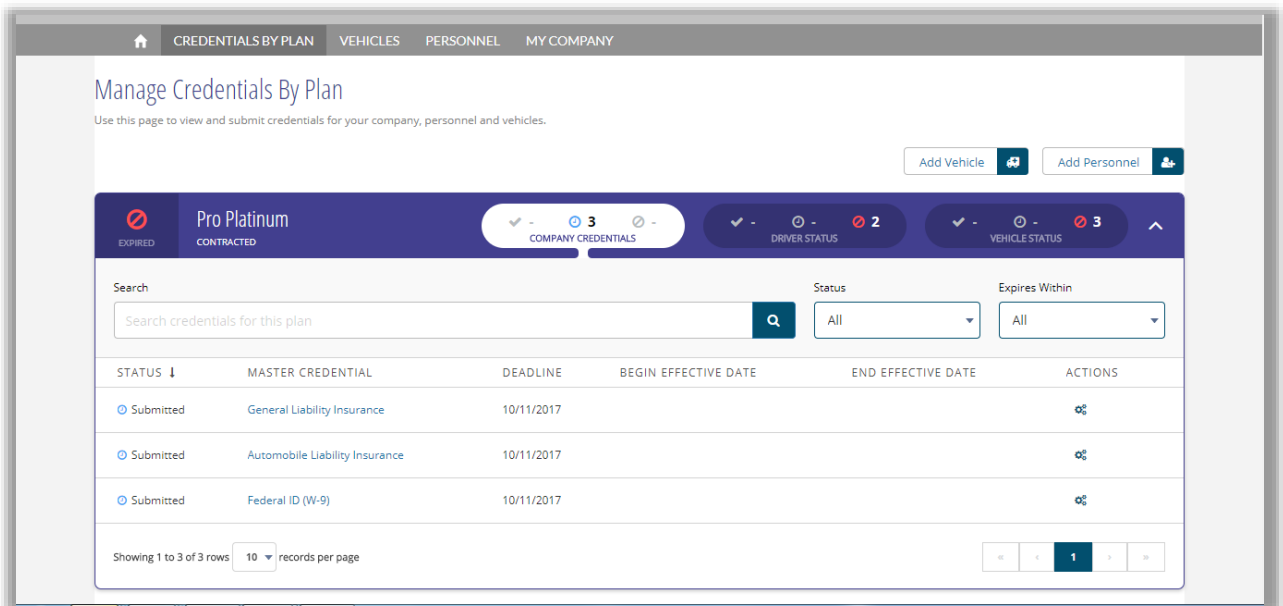 CREDENTIALS BY PLAN VEHICLES PERSONNEL MY COMPANY
Manage Credentials By Plan
Use this page to view and submit credentials for your company, personnel and vehicles.
Add Vehicle Add Personnel
EXPIRED
Pro Platinum
CONTRACTED
- 3 -
COMPANY CREDENTIALS
- - 2
DRIVER STATUS
- - 3
VEHICLE STATUS
Search Status Expires Within
Search credentials for this plan All All
STATUS MASTER CREDENTIAL DEADLINE BEGIN EFFECTIVE DATE END EFFECTIVE DATE ACTIONS
Submitted General Liability Insurance 10/11/2017
Submitted Automobile Liability Insurance 10/11/2017
Submitted Federal ID (W-9) 10/11/2017
Showing 1 to 3 of 3 rows 10 records per page « ‹ 1 › »